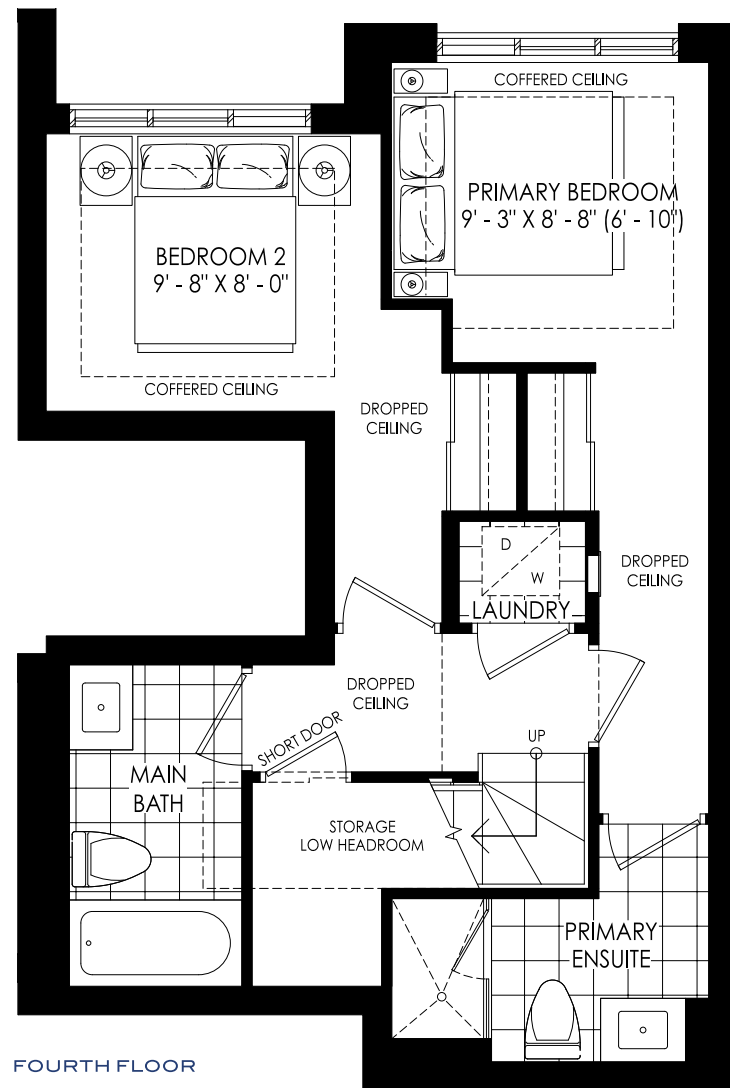 COFFERED CEILING
PRIMARY BEDROOM
9' - 3" X 8' - 8" (6' - 10")
BEDROOM 2
9' - 8" X 8' - 0"
COFFERED CEILING
DROPPED
CEILING
D
W
LAUNDRY
DROPPED
CEILING
DROPPED
CEILING
SHORT DOOR
UP
MAIN
BATH
STORAGE
LOW HEADROOM
PRIMARY
ENSUITE
FOURTH FLOOR